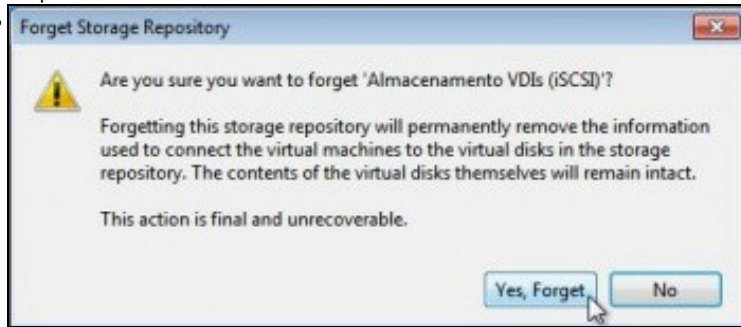 Forget Storage Repository
Are you sure you want to forget 'Almacenamento VDIs (iSCSI)'?
Forgetting this storage repository will permanently remove the information
used to connect the virtual machines to the virtual disks in the storage
repository. The contents of the virtual disks themselves will remain intact.
This action is final and unrecoverable.
Yes, Forget
No